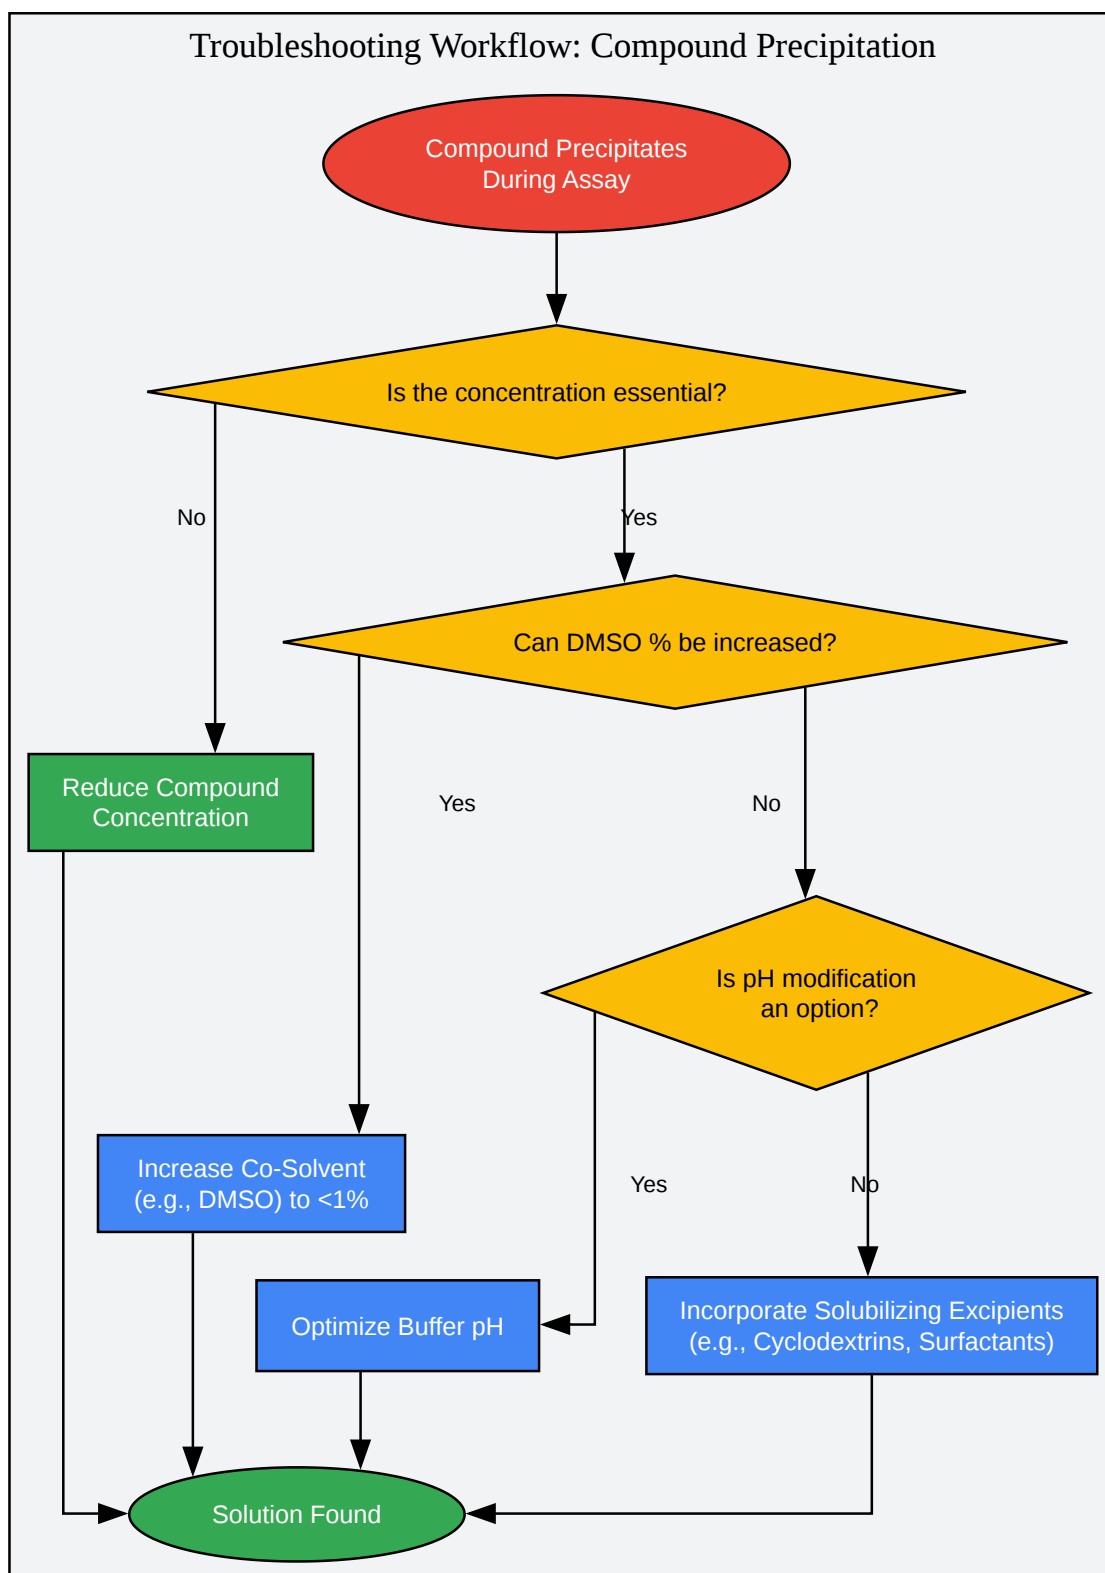 Troubleshooting Workflow: Compound Precipitation
Compound Precipitates
During Assay
Is the concentration essential?
No
Yes
Can DMSO % be increased?
Reduce Compound
Concentration
Yes
No
Is pH modification
an option?
Increase Co-Solvent
(e.g., DMSO) to <1%
Yes
No
Optimize Buffer pH
Incorporate Solubilizing Excipients
(e.g., Cyclodextrins, Surfactants)
Solution Found